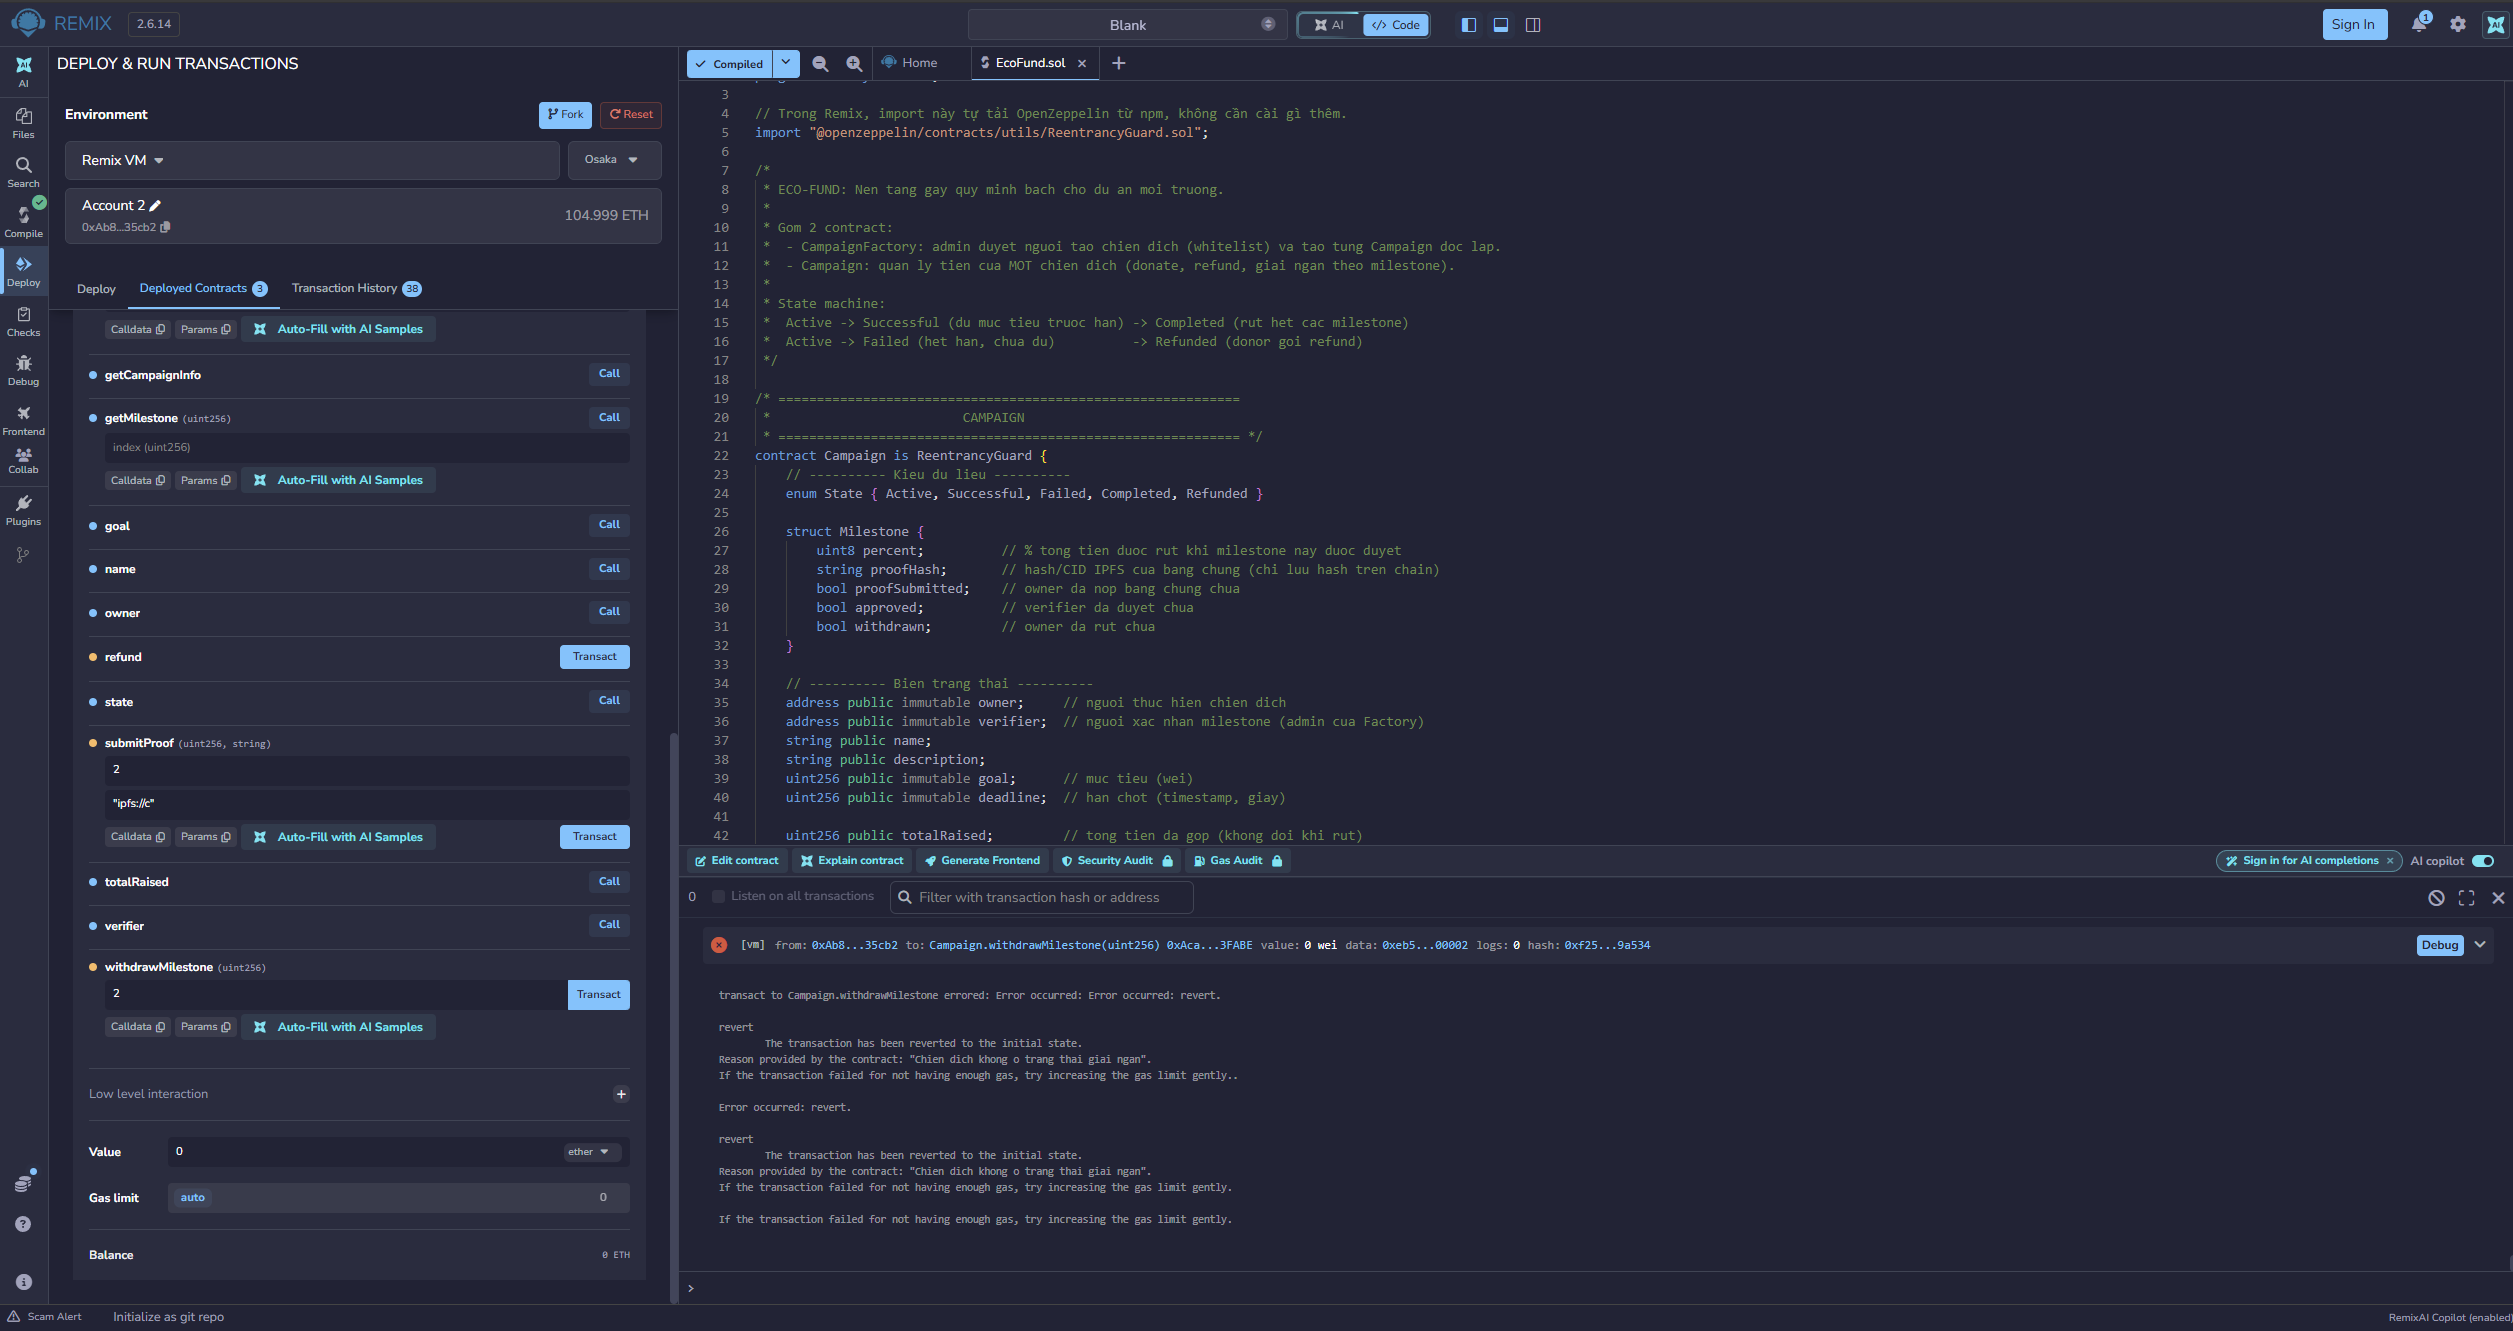 REMIX
2.6.14
Blank
AI
Code
Sign In
1
AI
AI
Files
Search
Compile
Deploy
Checks
Debug
Frontend
Collab
Plugins
DEPLOY & RUN TRANSACTIONS
Environment
Fork
Reset
Remix VM
Osaka
Account 2
104.999 ETH
0xAb8...35cb2
Deploy
Deployed Contracts 3
Transaction History 38
Calldata
Params
Auto-Fill with AI Samples
getCampaignInfo
Call
getMilestone (uint256)
Call
index (uint256)
Calldata
Params
Auto-Fill with AI Samples
goal
Call
name
Call
owner
Call
refund
Transact
state
Call
submitProof (uint256, string)
2
"ipfs://c"
Calldata
Params
Auto-Fill with AI Samples
Transact
totalRaised
Call
verifier
Call
withdrawMilestone (uint256)
2
Transact
Calldata
Params
Auto-Fill with AI Samples
Low level interaction
Value
0
ether
Gas limit
auto
0
Balance
0 ETH
Compiled
Home
EcoFund.sol
3
4 // Trong Remix, import này tự tải OpenZeppelin từ npm, không cần cài gì thêm.
5 import "@openzeppelin/contracts/utils/ReentrancyGuard.sol";
6
7 /*
8 * ECO-FUND: Nen tang gay quy minh bach cho du an moi truong.
9 *
10 * Gom 2 contract:
11 * - CampaignFactory: admin duyet nguoi tao chien dich (whitelist) va tao tung Campaign doc lap.
12 * - Campaign: quan ly tien cua MOT chien dich (donate, refund, giai ngan theo milestone).
13 *
14 * State machine:
15 * Active -> Successful (du muc tieu truoc han) -> Completed (rut het cac milestone)
16 * Active -> Failed (het han, chua du) -> Refunded (donor goi refund)
17 */
18
19 /* ============================================================
20 * CAMPAIGN
21 * ============================================================ */
22 contract Campaign is ReentrancyGuard {
23 // ---------- Kieu du lieu ----------
24 enum State { Active, Successful, Failed, Completed, Refunded }
25
26 struct Milestone {
27 uint8 percent; // % tong tien duoc rut khi milestone nay duoc duyet
28 string proofHash; // hash/CID IPFS cua bang chung (chi luu hash tren chain)
29 bool proofSubmitted; // owner da nop bang chung chua
30 bool approved; // verifier da duyet chua
31 bool withdrawn; // owner da rut chua
32 }
33
34 // ---------- Bien trang thai ----------
35 address public immutable owner; // nguoi thuc hien chien dich
36 address public immutable verifier; // nguoi xac nhan milestone (admin cua Factory)
37 string public name;
38 string public description;
39 uint256 public immutable goal; // muc tieu (wei)
40 uint256 public immutable deadline; // han chot (timestamp, giay)
41
42 uint256 public totalRaised; // tong tien da gop (khong doi khi rut)
Edit contract
Explain contract
Generate Frontend
Security Audit
Gas Audit
Sign in for AI completions ×
AI copilot
0
Listen on all transactions
Filter with transaction hash or address
[vm] from: 0xAb8...35cb2 to: Campaign.withdrawMilestone(uint256) 0xAca...3FABE value: 0 wei data: 0xeb5...00002 logs: 0 hash: 0xf25...9a534
Debug
transact to Campaign.withdrawMilestone errored: Error occurred: Error occurred: revert.
revert
The transaction has been reverted to the initial state.
Reason provided by the contract: "Chien dich khong o trang thai giai ngan".
If the transaction failed for not having enough gas, try increasing the gas limit gently..
Error occurred: revert.
revert
The transaction has been reverted to the initial state.
Reason provided by the contract: "Chien dich khong o trang thai giai ngan".
If the transaction failed for not having enough gas, try increasing the gas limit gently.
If the transaction failed for not having enough gas, try increasing the gas limit gently.
>
Scam Alert
Initialize as git repo
RemixAI Copilot (enabled)